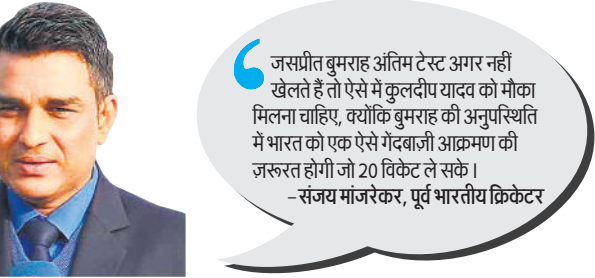 ‘जसप्रीत बुमराह अंतिम टेस्ट अगर नहीं
खेलते हैं तो ऐसे में कुलदीप यादव को मौका
मिलना चाहिए, क्योंकि बुमराह की अनुपस्थिति
में भारत को एक ऐसे गेंदबाज़ी आक्रमण की
ज़रूरत होगी जो 20 विकेट ले सके।
–संजय मांजरेकर, पूर्व भारतीय क्रिकेटर